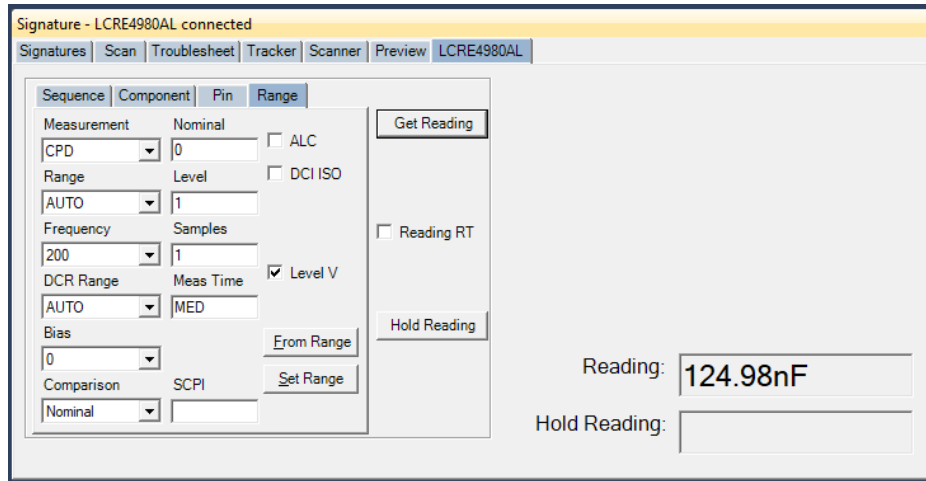 Signature - LCRE4980AL connected
Signatures Scan Troublesheet Tracker Scanner Preview LCRE4980AL
Sequence Component Pin Range
Measurement Nominal
CPD 0
ALC
Get Reading
Range Level
DCI ISO
AUTO 1
Frequency Samples
Reading RT
200 1
DCR Range Meas Time
Level V
AUTO MED
Bias
From Range
Hold Reading
0
Comparison SCPI
Set Range
Nominal
Reading: 124.98nF
Hold Reading: